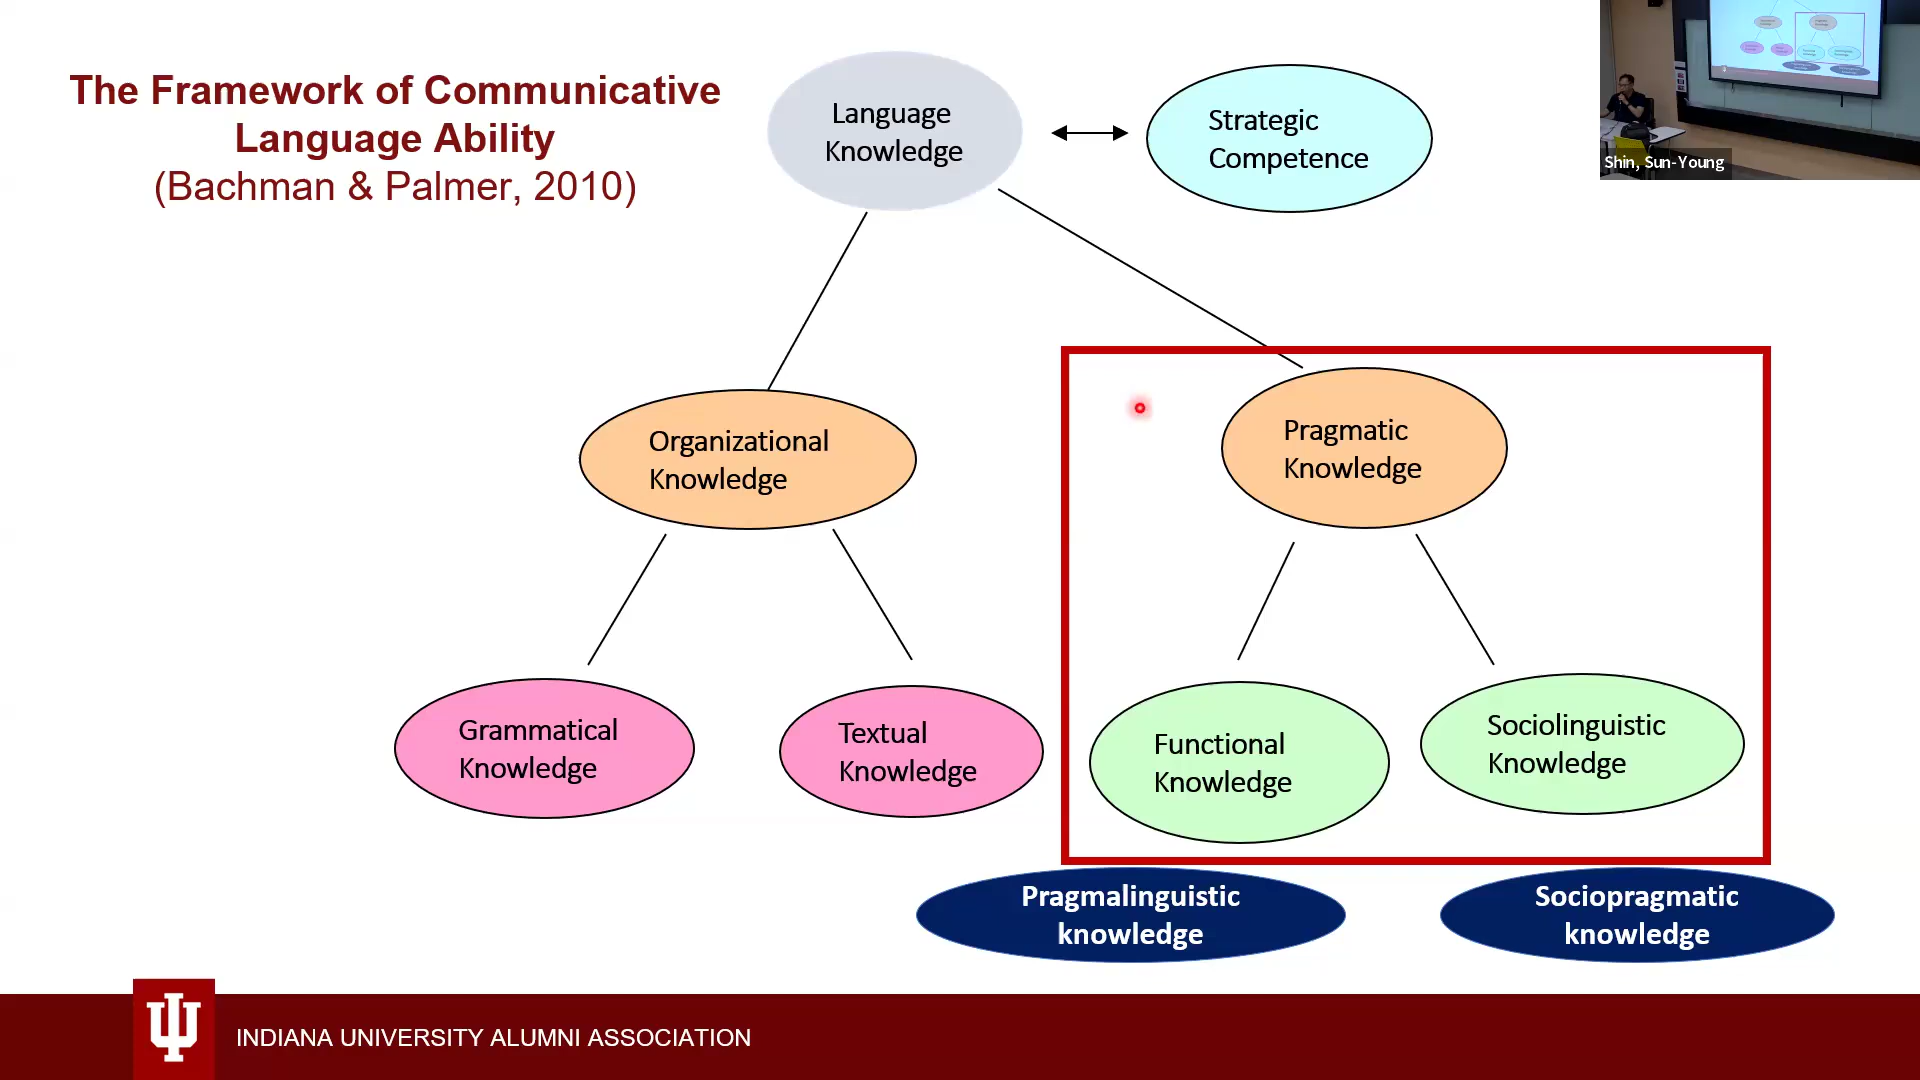 The Framework of Communicative
Language Ability
(Bachman & Palmer, 2010)
Language
Knowledge
Strategic
Competence
Shin, Sun-Young
Organizational
Knowledge
Pragmatic
Knowledge
Grammatical
Knowledge
Textual
Knowledge
Functional
Knowledge
Sociolinguistic
Knowledge
Pragmalinguistic
knowledge
Sociopragmatic
knowledge
INDIANA UNIVERSITY ALUMNI ASSOCIATION